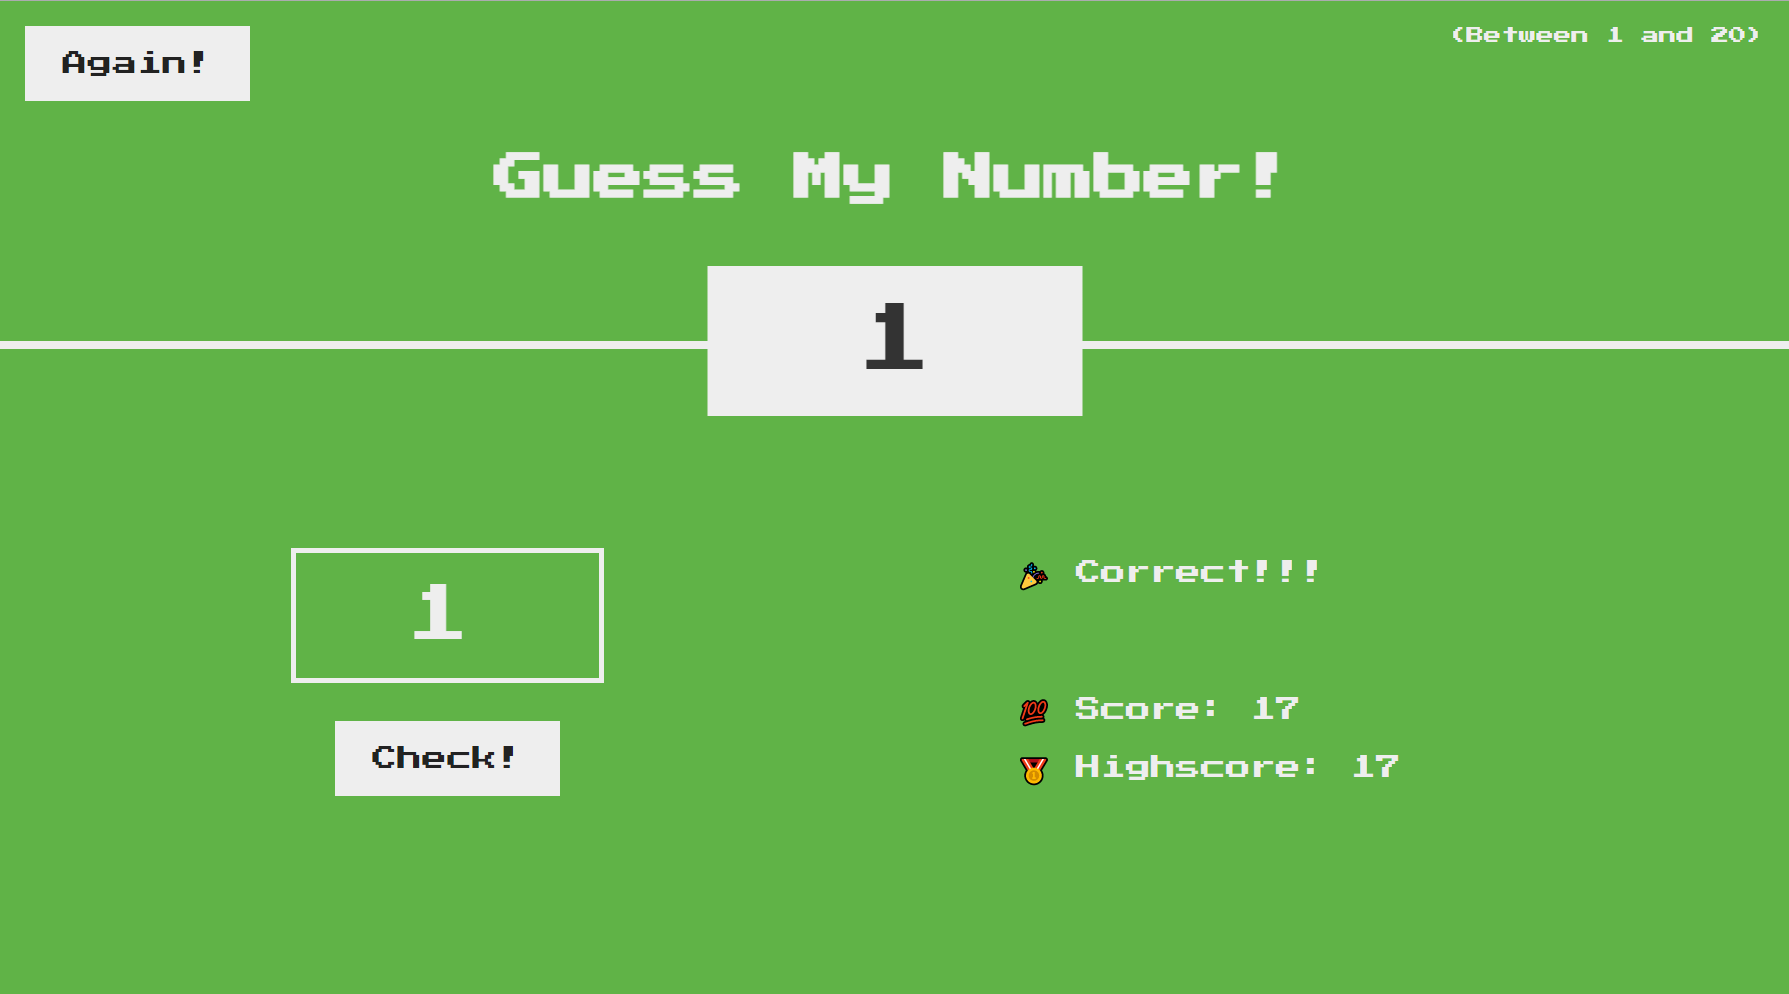 Again!
(Between 1 and 20)
Guess My Number!
1
1
Check!
🎉 Correct!!!
💯 Score: 17
🥇 Highscore: 17